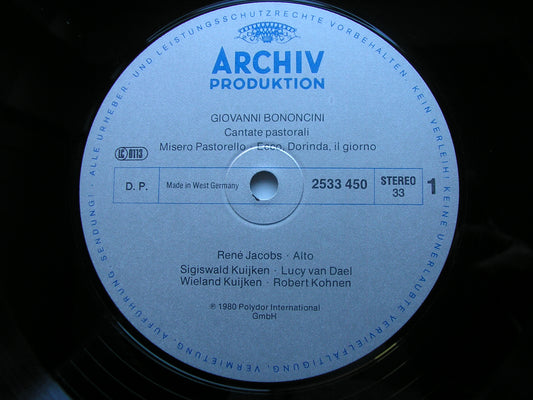 ALLE URHEBER- UND LEISTUNGSSCHUTZRECHTE VORBEHALTEN. KEIN VERLEIH! KEINE UNERLAUBTE VERVIELFÄLTIGUNG, VERMIETUNG, AUFFÜHRUNG, SENDUNG!
ARCHIV
PRODUKTION
GIOVANNI BONONCINI
Cantate pastorali
Misero Pastorello · Ecco, Dorinda, il giorno
LC 0113
D. P. Made in West Germany 2533 450 STEREO 33 1
René Jacobs · Alto
Sigiswald Kuijken · Lucy van Dael
Wieland Kuijken · Robert Kohnen
℗ 1980 Polydor International
GmbH